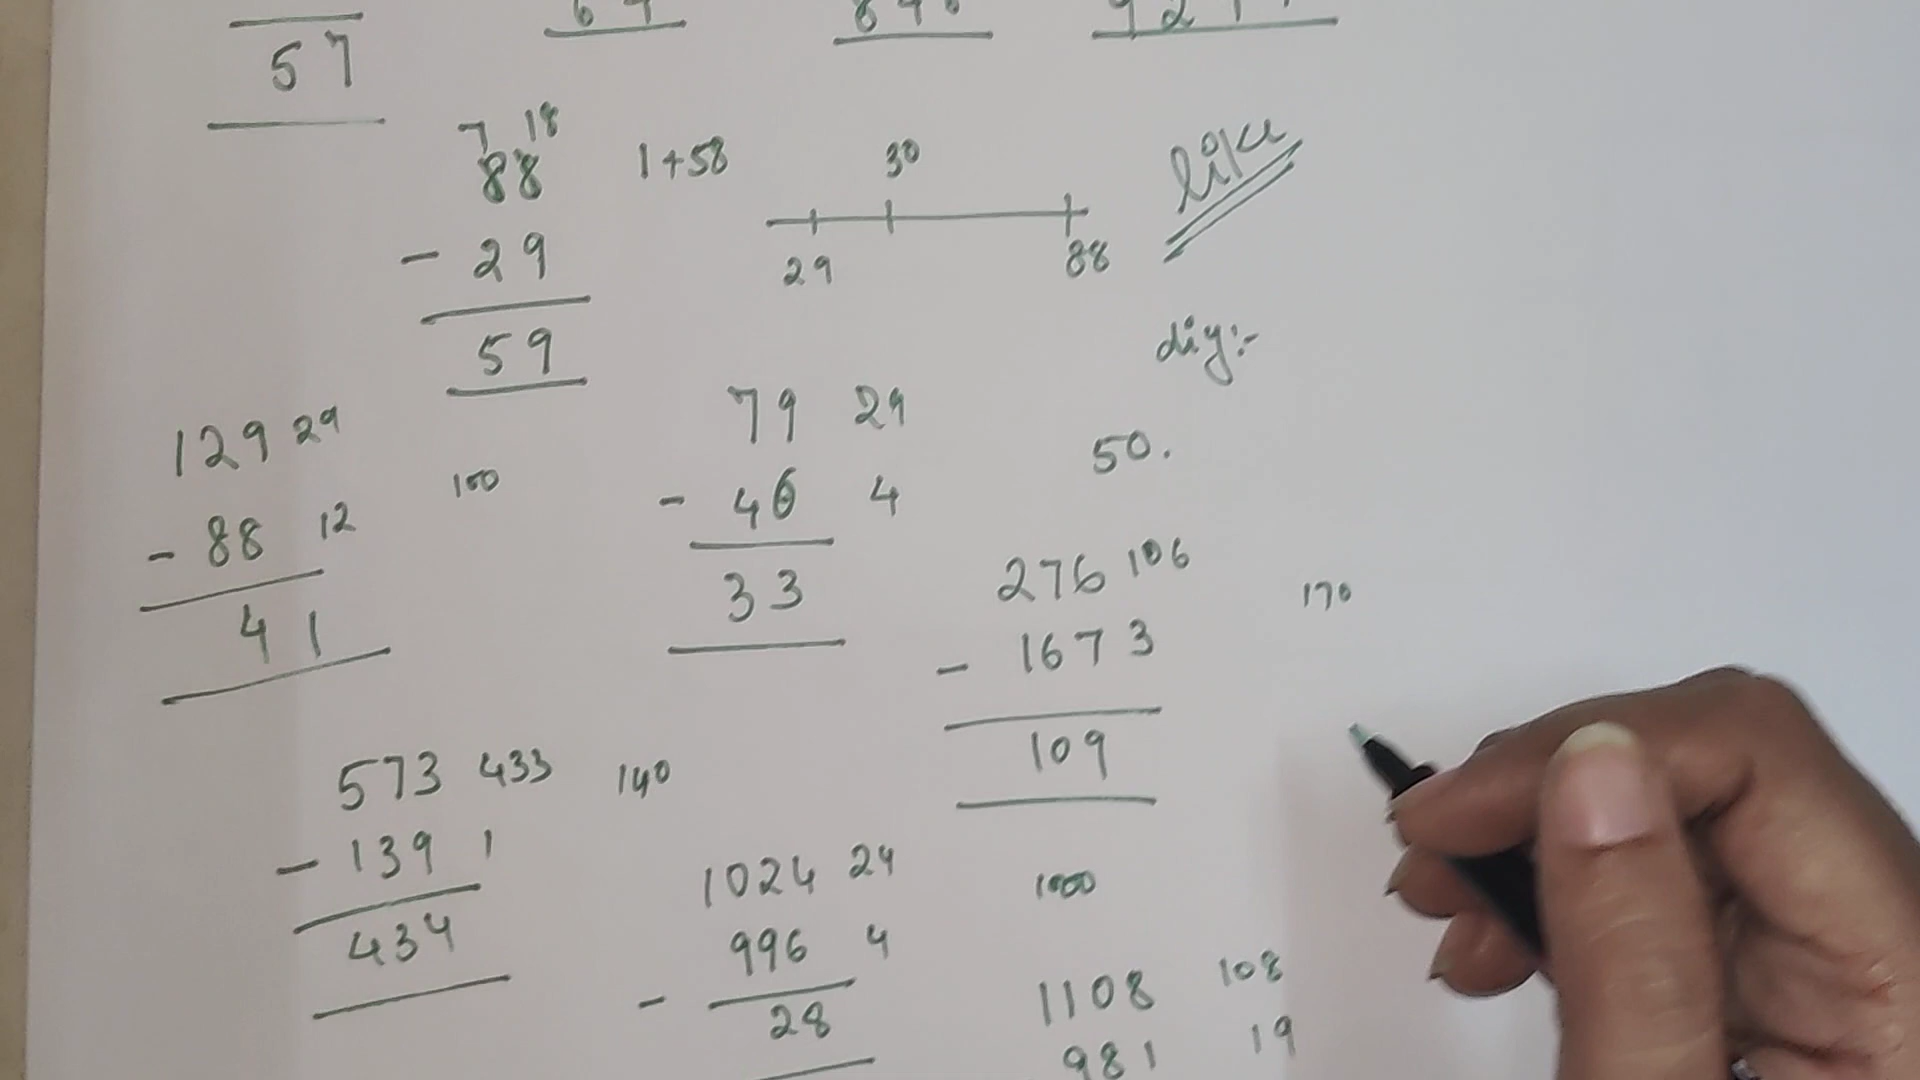 57
7 18
88 1+58 30
- 29
29 88
59
like
diy:-
129 29 100
- 88 12
41
79 29 50.
- 46 4
33
276 106 170
- 167 3
109
573 433 140
- 139 1
434
1024 24 1000
- 996 4
28
1108 108
981 19